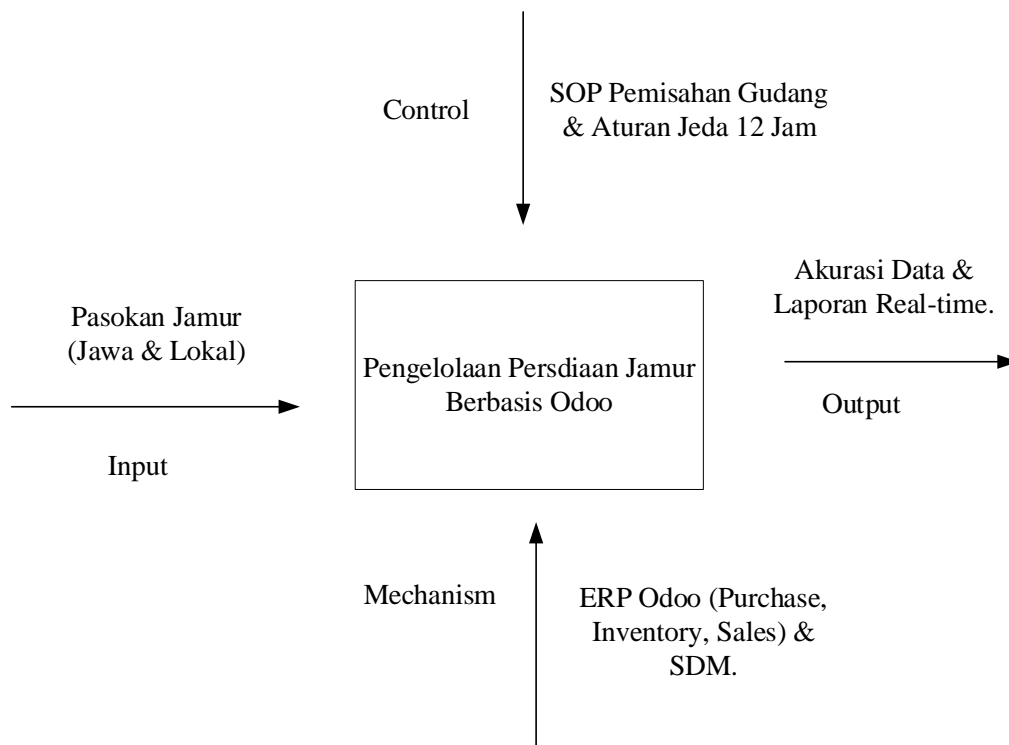 Control
SOP Pemisahan Gudang
& Aturan Jeda 12 Jam
Pasokan Jamur
(Jawa & Lokal)
Input
Pengelolaan Persdiaan Jamur
Berbasis Odoo
Akurasi Data &
Laporan Real-time.
Output
Mechanism
ERP Odoo (Purchase,
Inventory, Sales) &
SDM.